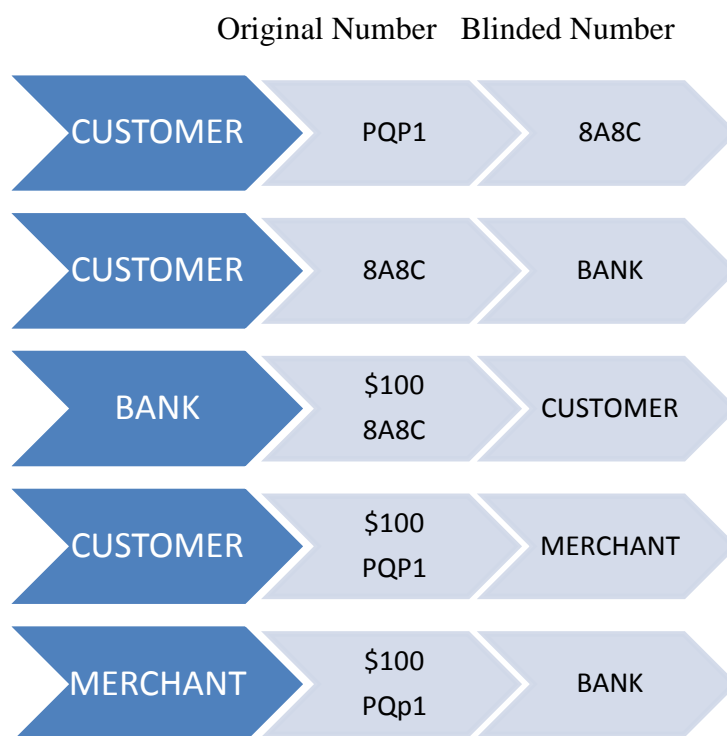 Original Number Blinded Number
CUSTOMER PQP1 8A8C
CUSTOMER 8A8C BANK
BANK $100 8A8C CUSTOMER
CUSTOMER $100 PQP1 MERCHANT
MERCHANT $100 PQp1 BANK